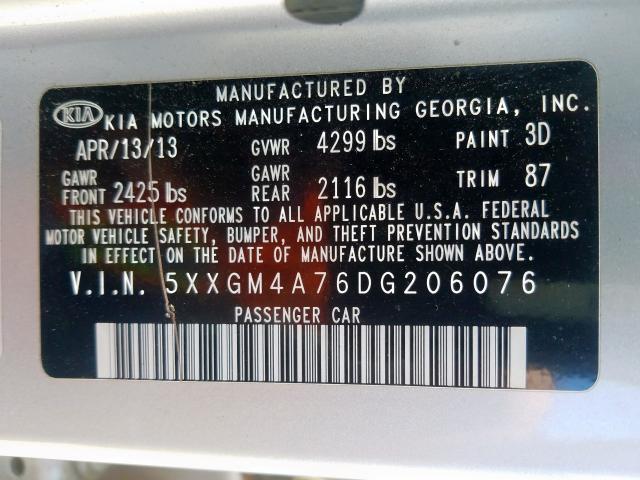 MANUFACTURED BY
KIA KIA MOTORS MANUFACTURING GEORGIA, INC.
APR/13/13 GVWR 4299 lbs PAINT 3D
GAWR FRONT 2425 lbs GAWR REAR 2116 lbs TRIM 87
THIS VEHICLE CONFORMS TO ALL APPLICABLE U.S.A. FEDERAL
MOTOR VEHICLE SAFETY, BUMPER, AND THEFT PREVENTION STANDARDS
IN EFFECT ON THE DATE OF MANUFACTURE SHOWN ABOVE.
V.I.N. 5XXGM4A76DG206076
PASSENGER CAR